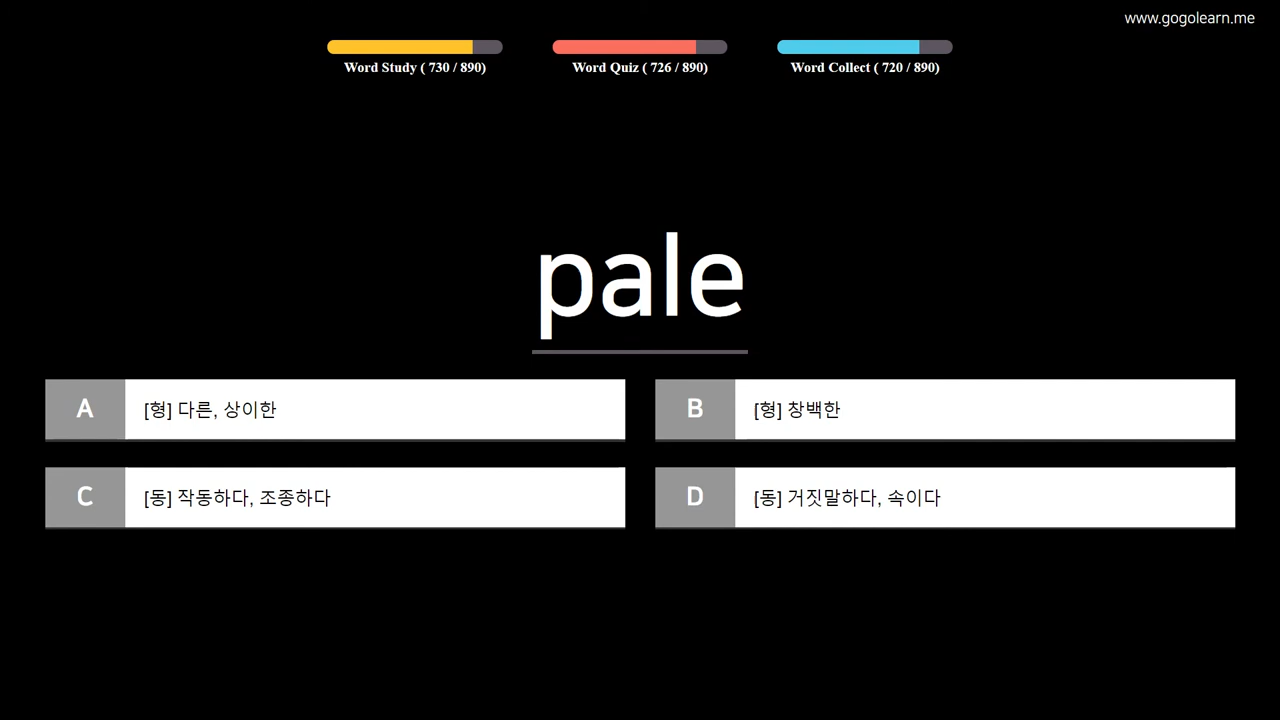 www.gogolearn.me
Word Study ( 730 / 890)
Word Quiz ( 726 / 890)
Word Collect ( 720 / 890)
pale
A [형] 다른, 상이한
B [형] 창백한
C [동] 작동하다, 조종하다
D [동] 거짓말하다, 속이다